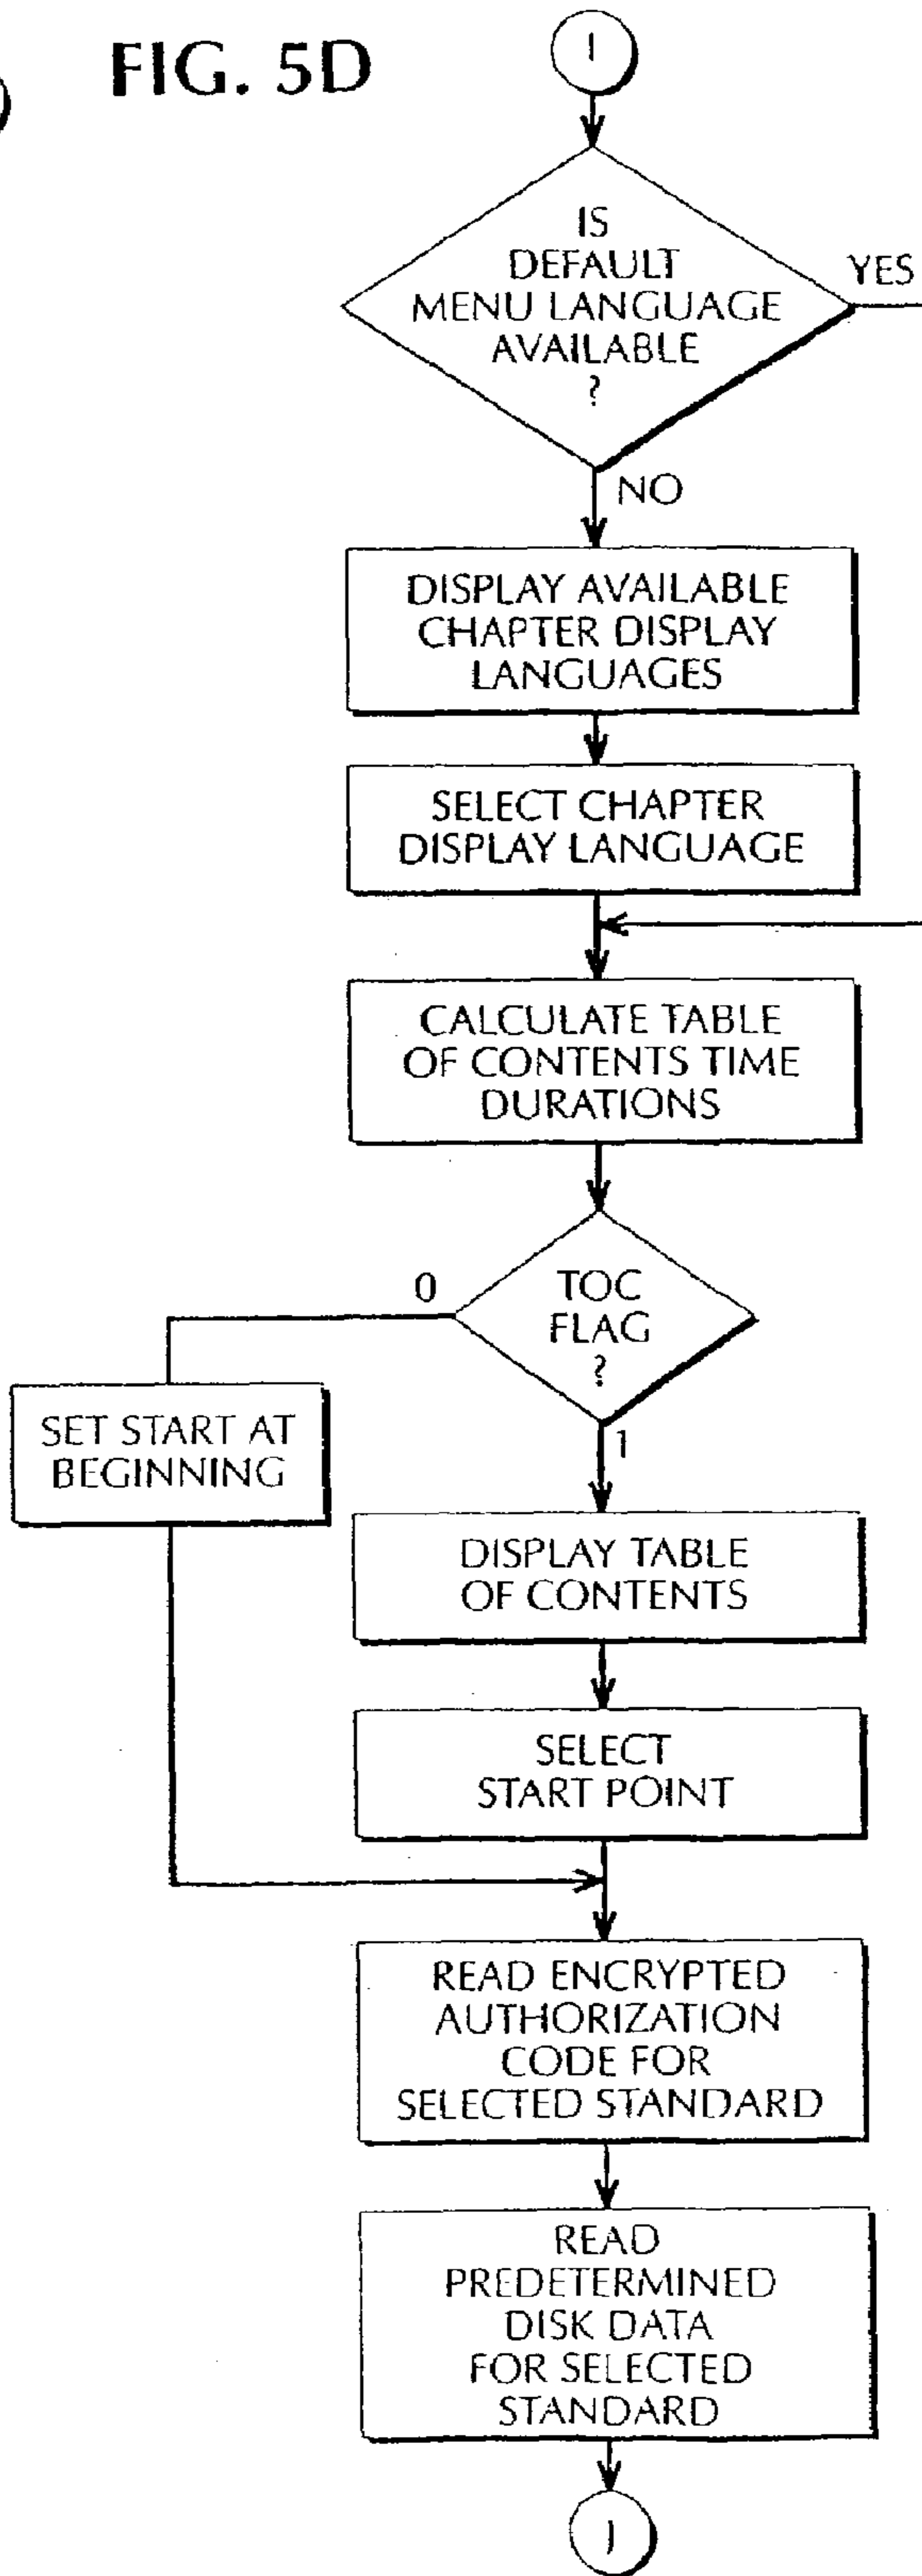 FIG. 5D
I
IS
DEFAULT
MENU LANGUAGE
AVAILABLE
?
YES
NO
DISPLAY AVAILABLE
CHAPTER DISPLAY
LANGUAGES
SELECT CHAPTER
DISPLAY LANGUAGE
CALCULATE TABLE
OF CONTENTS TIME
DURATIONS
0
TOC
FLAG
?
1
SET START AT
BEGINNING
DISPLAY TABLE
OF CONTENTS
SELECT
START POINT
READ ENCRYPTED
AUTHORIZATION
CODE FOR
SELECTED STANDARD
READ
PREDETERMINED
DISK DATA
FOR SELECTED
STANDARD
J